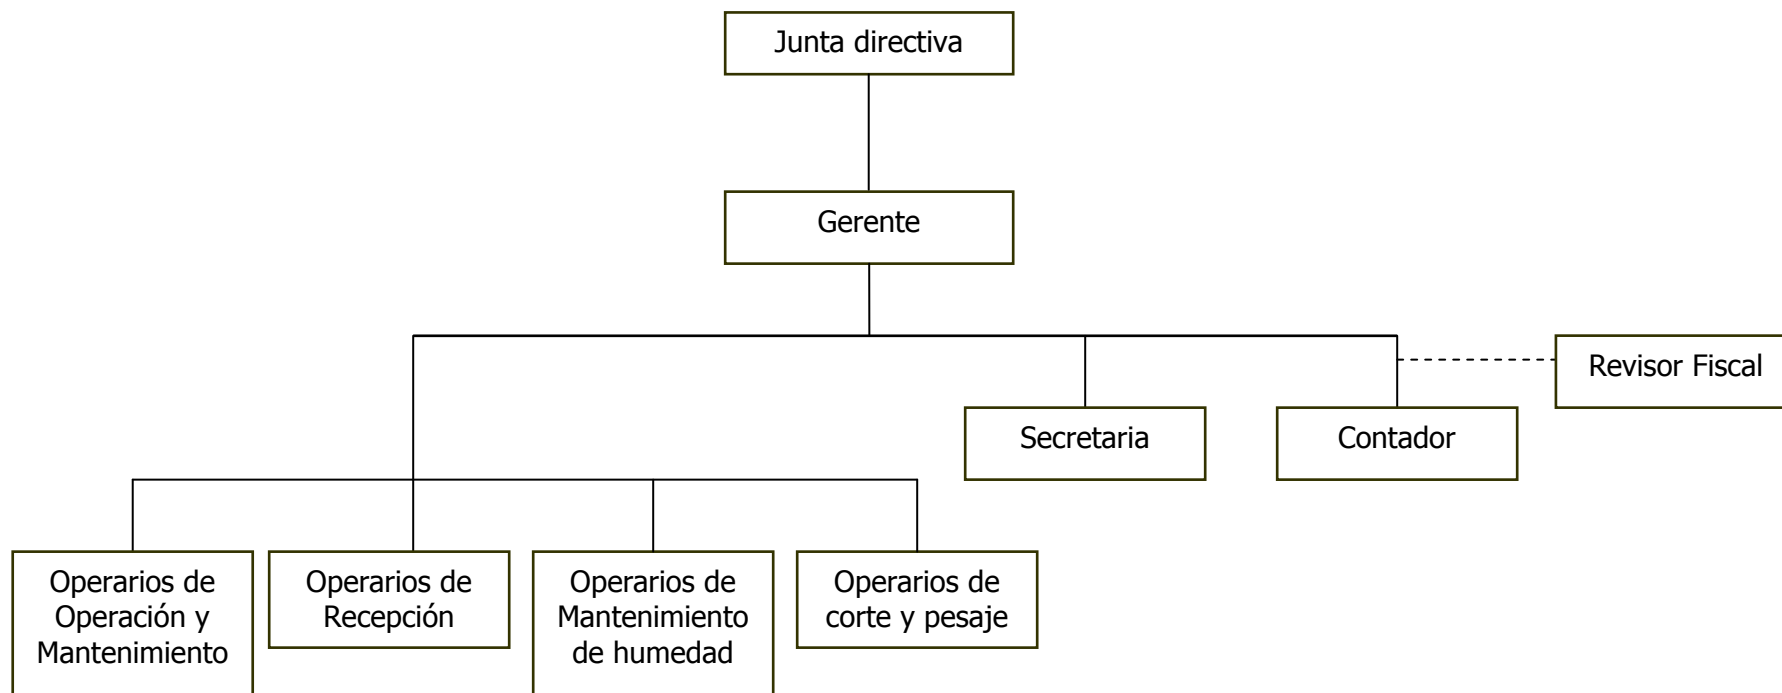 Junta directiva
Gerente
Revisor Fiscal
Secretaria
Contador
Operarios de
Operación y
Mantenimiento
Operarios de
Recepción
Operarios de
Mantenimiento
de humedad
Operarios de
corte y pesaje